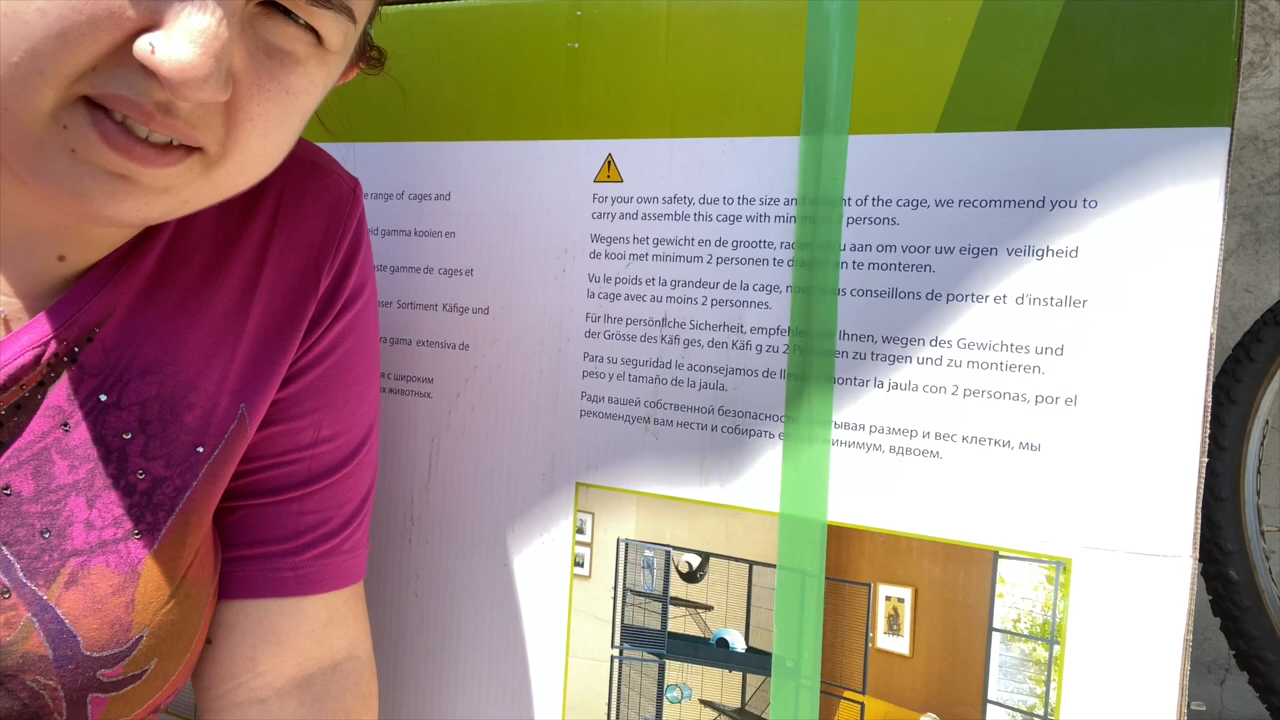 range of cages and
gamma kooien en
gamme de cages et
Sortiment Käfige und
gama extensiva de
с широким
животных.
For your own safety, due to the size and of the cage, we recommend you to
carry and assemble this cage with 2 persons.
Wegens het gewicht en de grootte, u aan om voor uw eigen veiligheid
de kooi met minimum 2 personen te en te monteren.
Vu le poids et la grandeur de la cage, conseillons de porter et d'installer
la cage avec au moins 2 personnes.
Für Ihre persönliche Sicherheit, Ihnen, wegen des Gewichtes und
der Grösse des Käfi ges, den Käfi g zu 2 zu tragen und zu montieren.
Para su seguridad le aconsejamos de montar la jaula con 2 personas, por el
peso y el tamaño de la jaula.
Ради вашей собственной размер и вес клетки, мы
рекомендуем вам нести и собирать вдвоем.